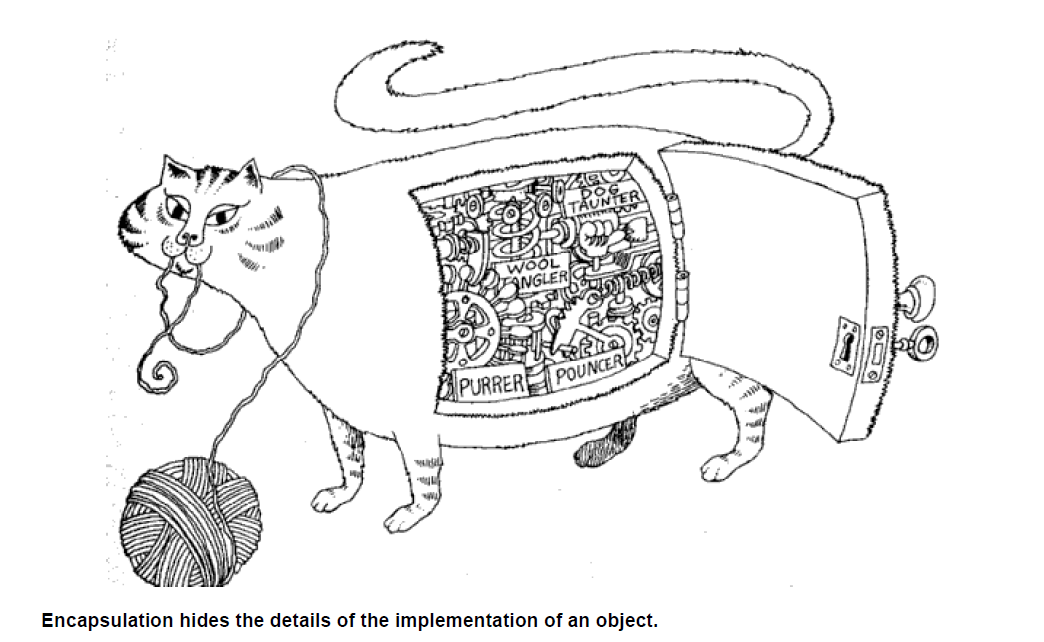 DOG
TAUNTER
WOOL
TANGLER
PURRER
POUNCER
Encapsulation hides the details of the implementation of an object.